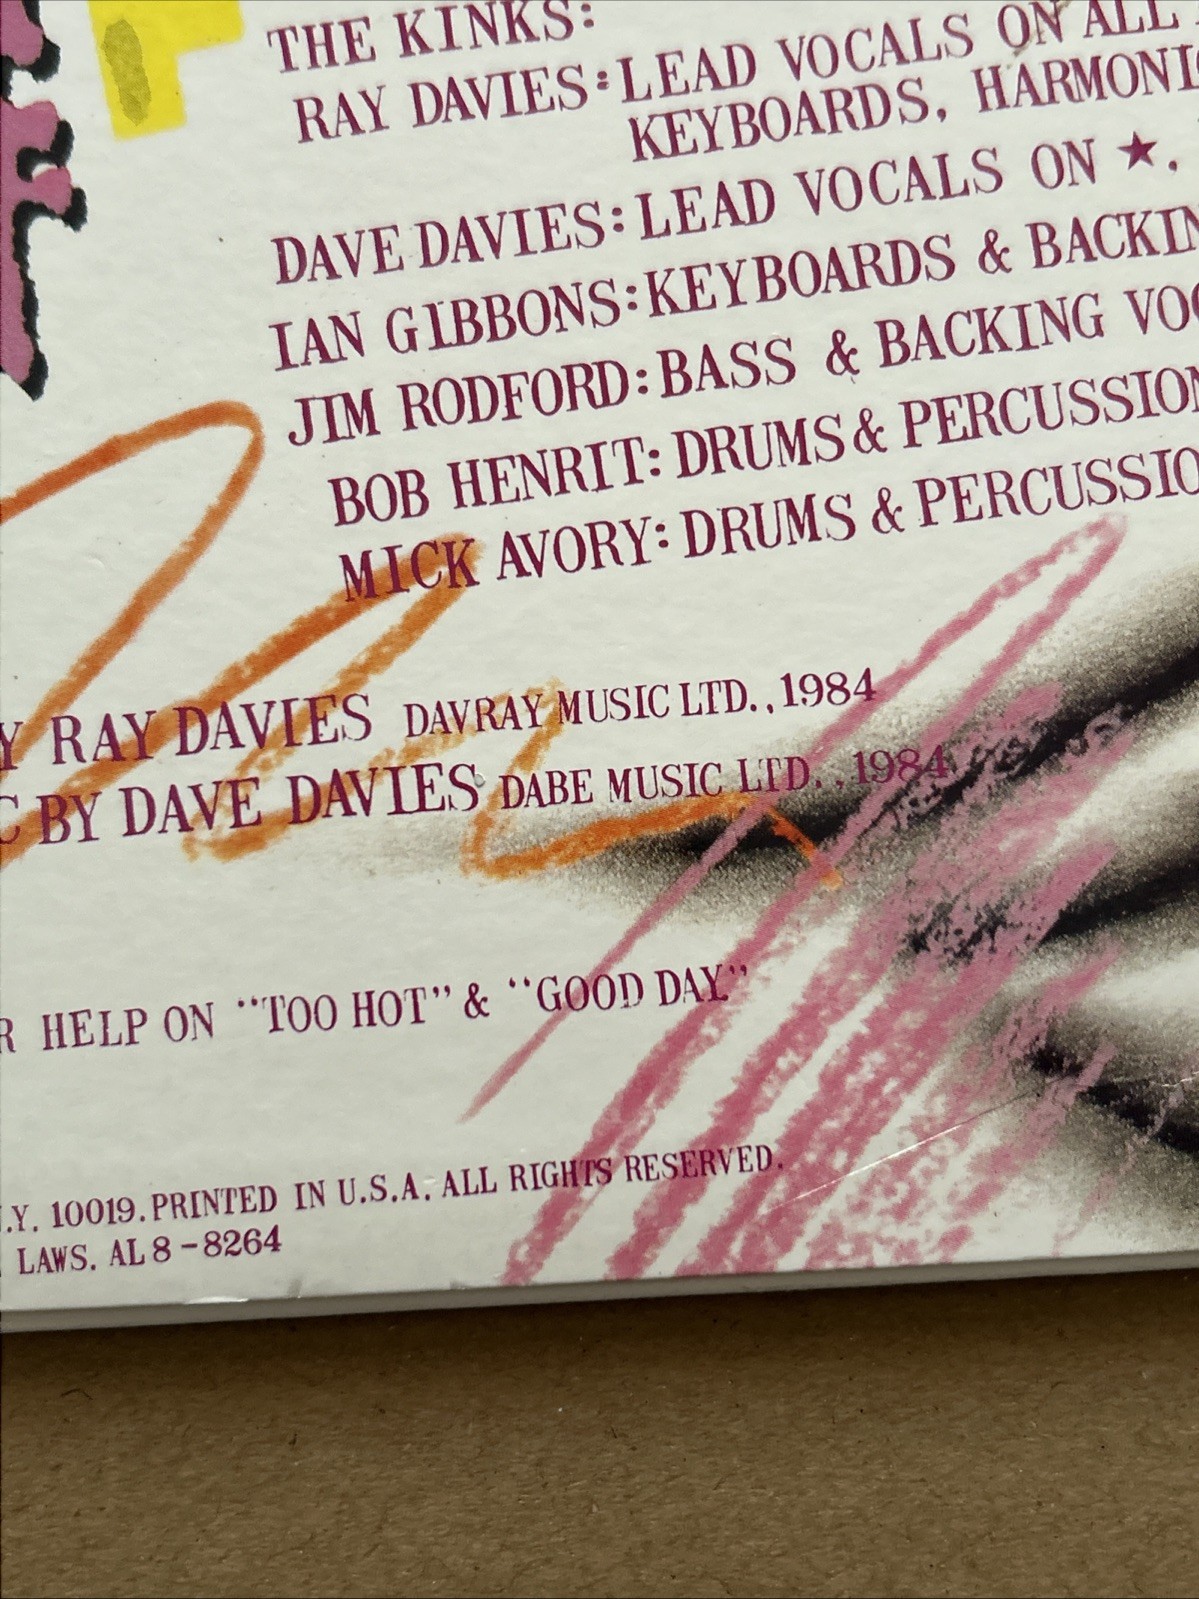 THE KINKS:
RAY DAVIES: LEAD VOCALS ON ALL
KEYBOARDS, HARMONI
DAVE DAVIES: LEAD VOCALS ON ★.
IAN GIBBONS: KEYBOARDS & BACKIN
JIM RODFORD: BASS & BACKING VO
BOB HENRIT: DRUMS & PERCUSSION
MICK AVORY: DRUMS & PERCUSSIO
Y RAY DAVIES DAVRAY MUSIC LTD., 1984
C BY DAVE DAVIES DABE MUSIC LTD., 1984
R HELP ON "TOO HOT" & "GOOD DAY."
.Y. 10019. PRINTED IN U.S.A. ALL RIGHTS RESERVED.
LAWS. AL 8-8264